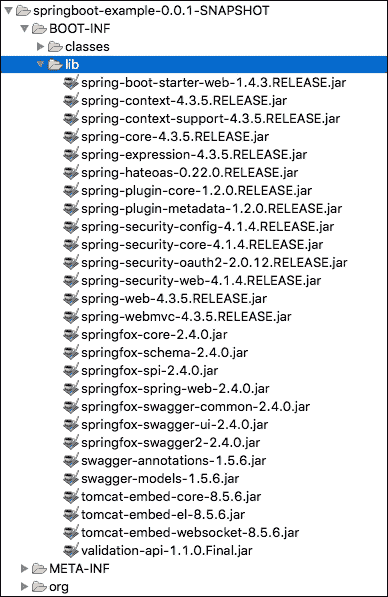 springboot-example-0.0.1-SNAPSHOT
BOOT-INF
classes
lib
spring-boot-starter-web-1.4.3.RELEASE.jar
spring-context-4.3.5.RELEASE.jar
spring-context-support-4.3.5.RELEASE.jar
spring-core-4.3.5.RELEASE.jar
spring-expression-4.3.5.RELEASE.jar
spring-hateoas-0.22.0.RELEASE.jar
spring-plugin-core-1.2.0.RELEASE.jar
spring-plugin-metadata-1.2.0.RELEASE.jar
spring-security-config-4.1.4.RELEASE.jar
spring-security-core-4.1.4.RELEASE.jar
spring-security-oauth2-2.0.12.RELEASE.jar
spring-security-web-4.1.4.RELEASE.jar
spring-web-4.3.5.RELEASE.jar
spring-webmvc-4.3.5.RELEASE.jar
springfox-core-2.4.0.jar
springfox-schema-2.4.0.jar
springfox-spi-2.4.0.jar
springfox-spring-web-2.4.0.jar
springfox-swagger-common-2.4.0.jar
springfox-swagger-ui-2.4.0.jar
springfox-swagger2-2.4.0.jar
swagger-annotations-1.5.6.jar
swagger-models-1.5.6.jar
tomcat-embed-core-8.5.6.jar
tomcat-embed-el-8.5.6.jar
tomcat-embed-websocket-8.5.6.jar
validation-api-1.1.0.Final.jar
META-INF
org